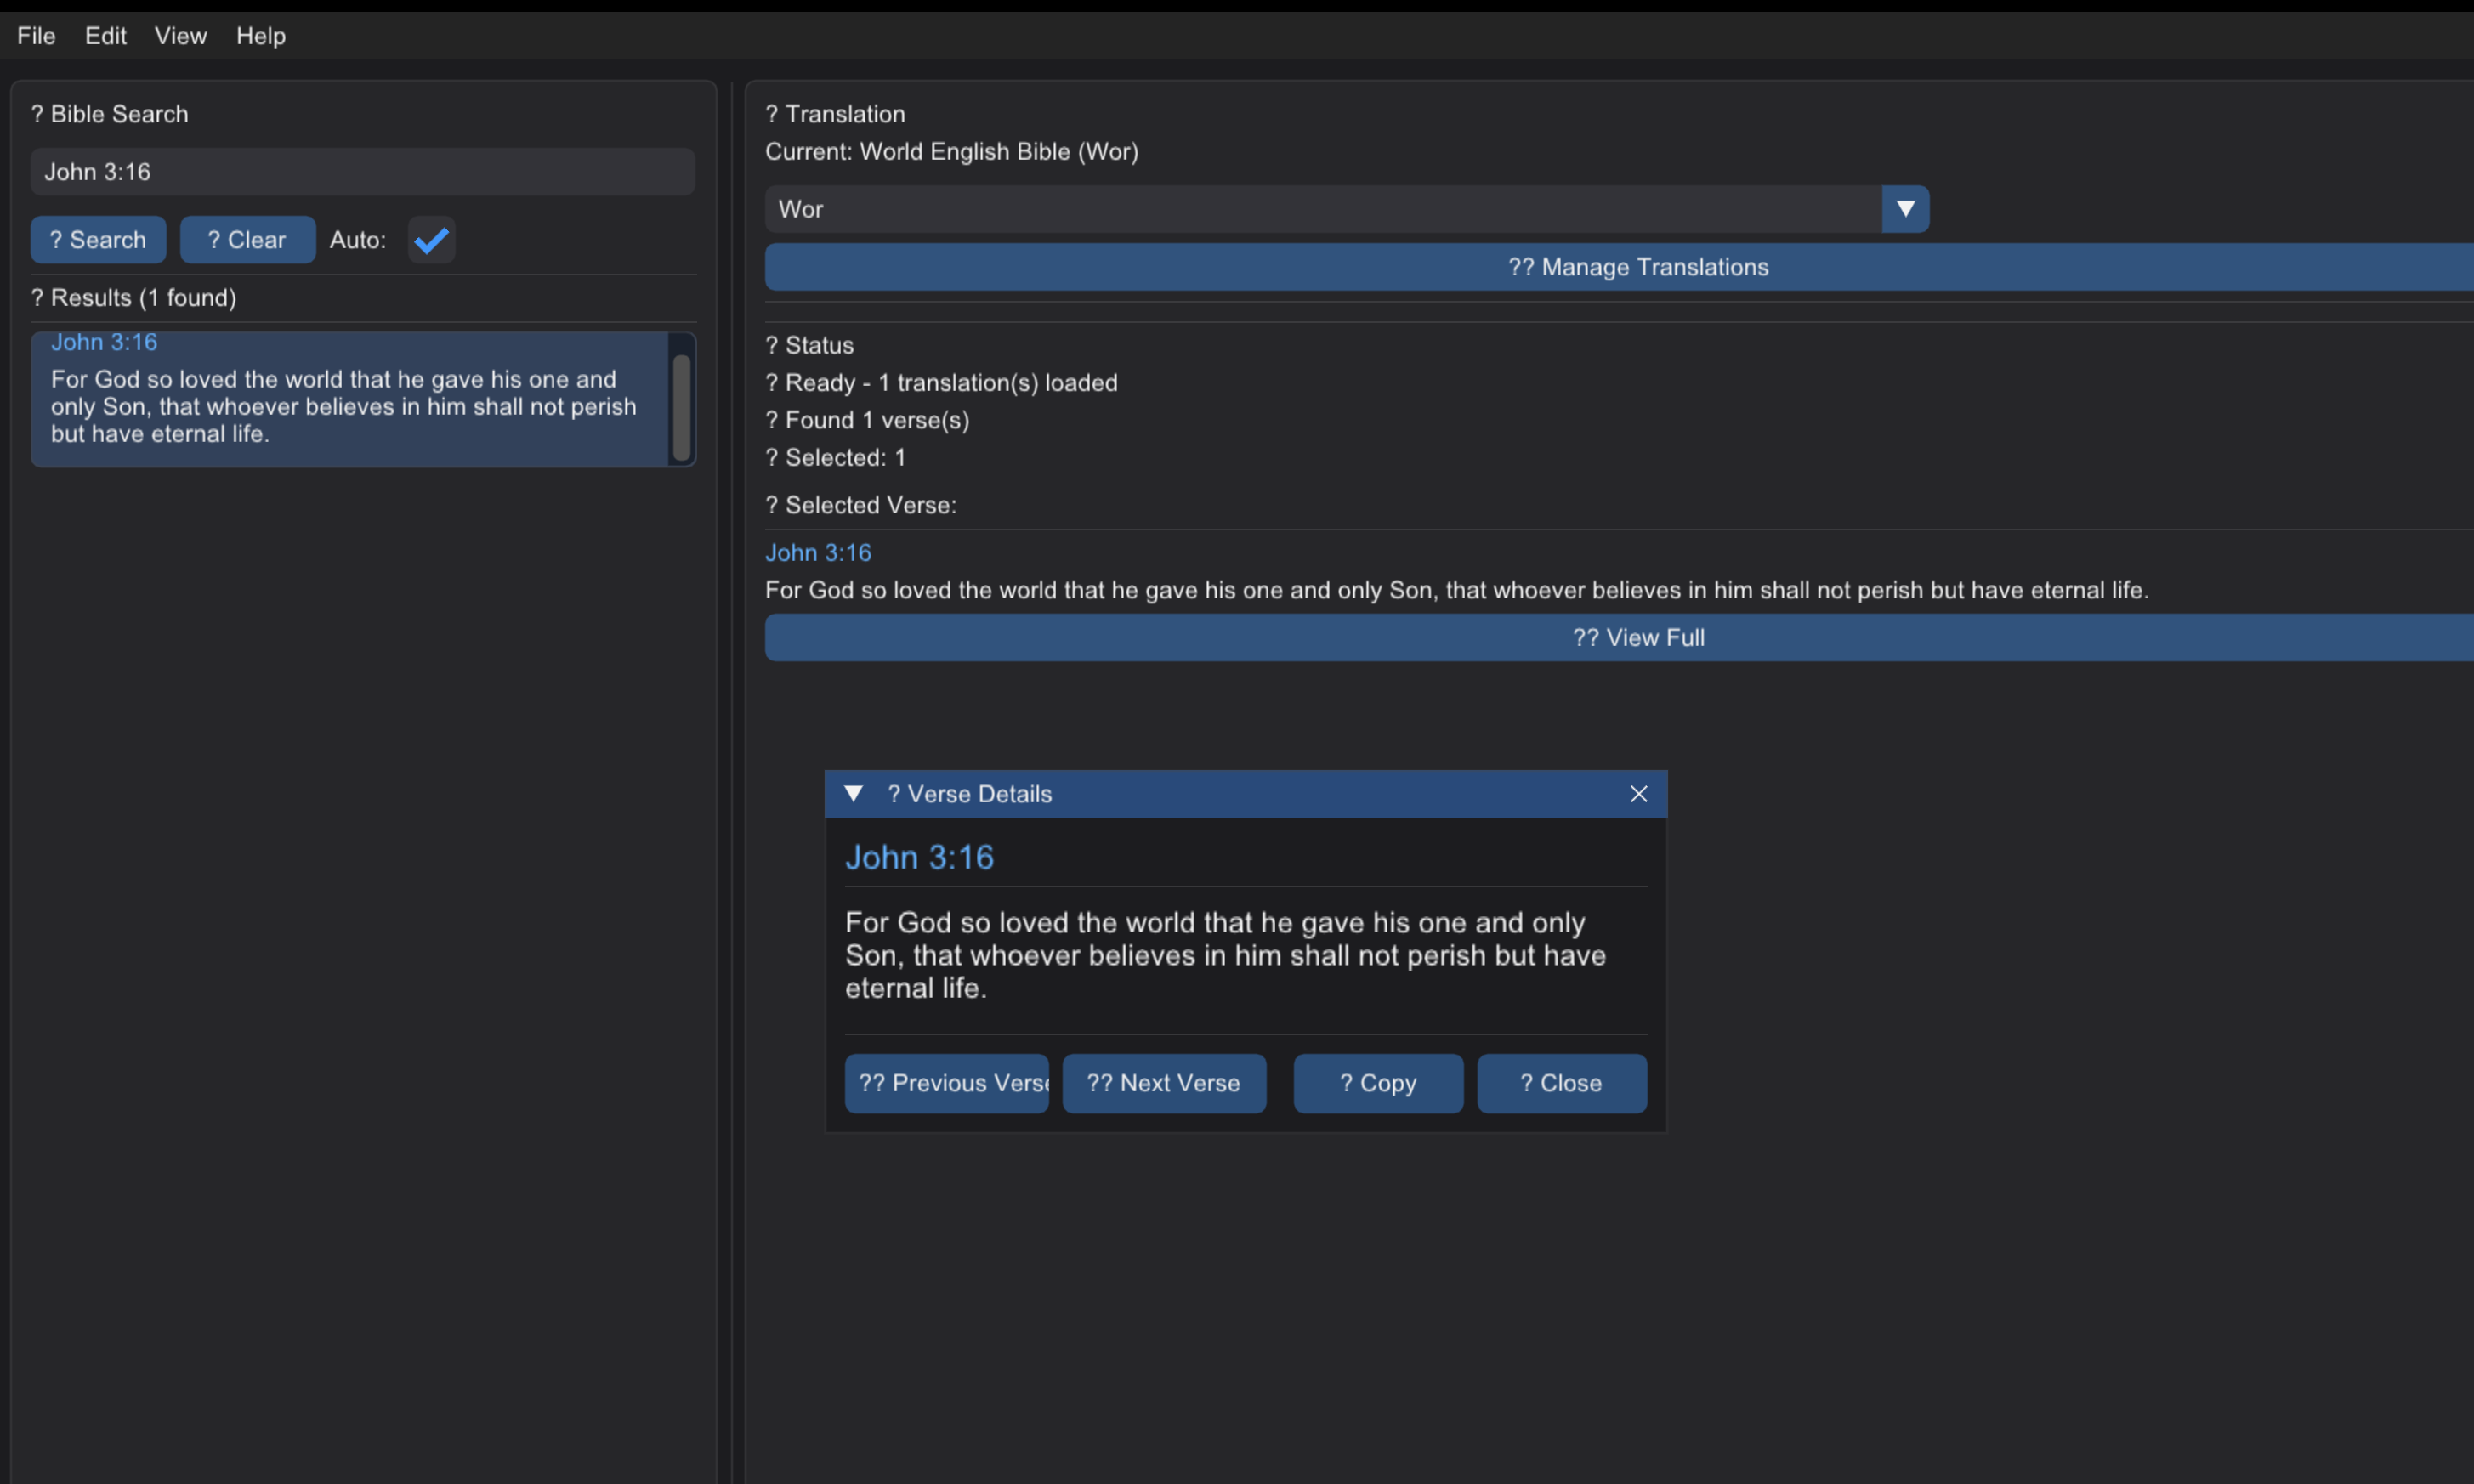 File Edit View Help
? Bible Search
John 3:16
? Search ? Clear Auto:
? Results (1 found)
John 3:16
For God so loved the world that he gave his one and
only Son, that whoever believes in him shall not perish
but have eternal life.
? Translation
Current: World English Bible (Wor)
Wor
?? Manage Translations
? Status
? Ready - 1 translation(s) loaded
? Found 1 verse(s)
? Selected: 1
? Selected Verse:
John 3:16
For God so loved the world that he gave his one and only Son, that whoever believes in him shall not perish but have eternal life.
?? View Full
? Verse Details
John 3:16
For God so loved the world that he gave his one and only
Son, that whoever believes in him shall not perish but have
eternal life.
?? Previous Verse ?? Next Verse ? Copy ? Close